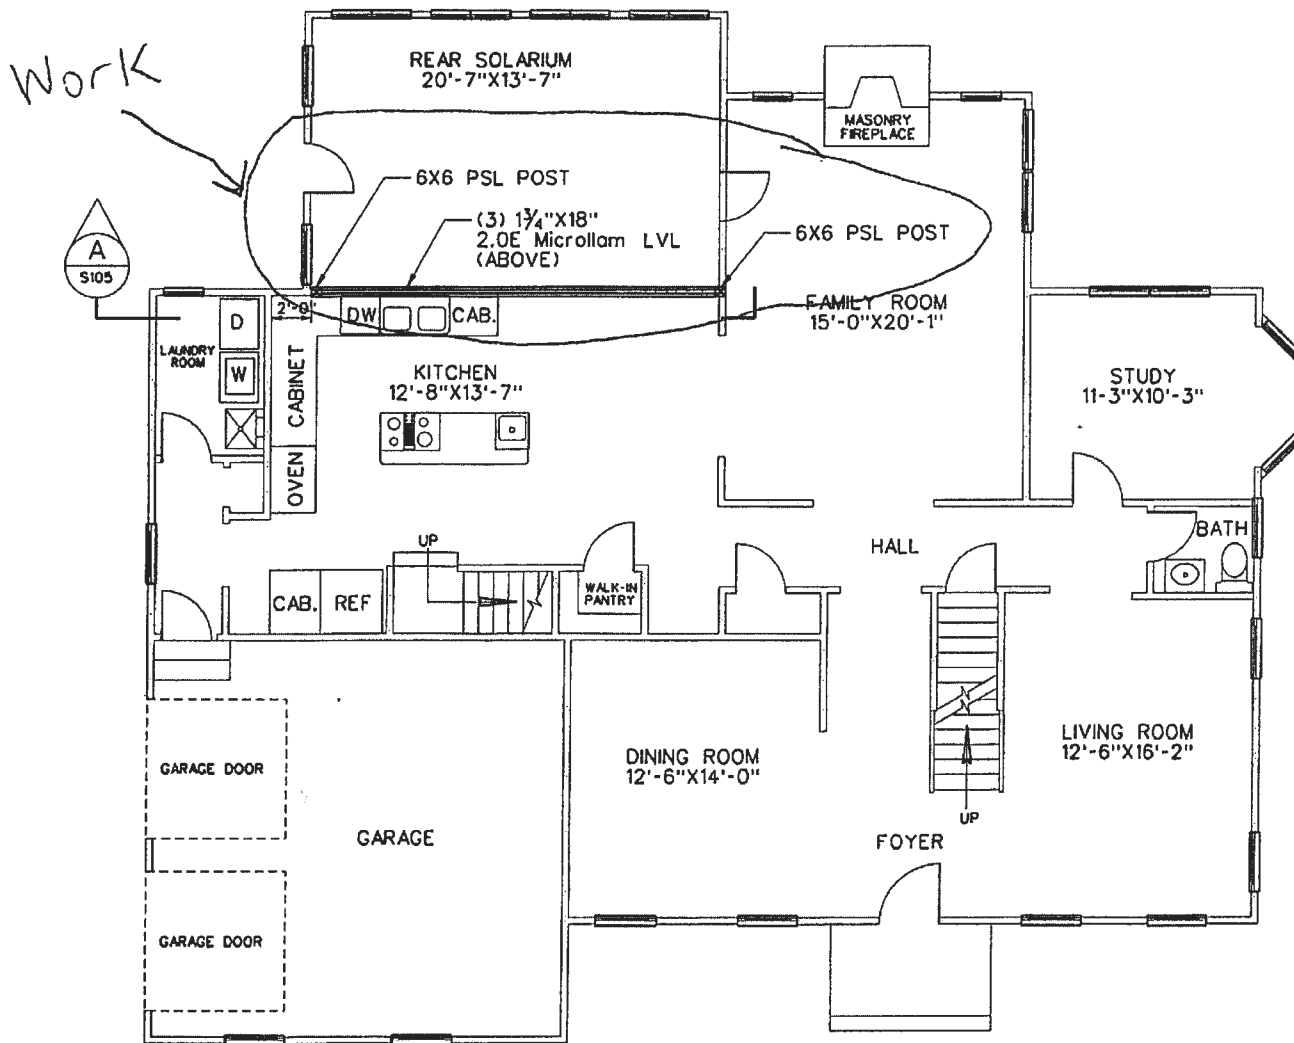 Work
REAR SOLARIUM
20'-7"X13'-7"
MASONRY
FIREPLACE
6X6 PSL POST
(3) 1¾"X18"
2.0E Microllam LVL
(ABOVE)
6X6 PSL POST
A
S105
2'-0"
D
DW
CAB.
FAMILY ROOM
15'-0"X20'-1"
LAUNDRY
ROOM
W
CABINET
KITCHEN
12'-8"X13'-7"
STUDY
11-3"X10'-3"
OVEN
UP
HALL
BATH
WALK-IN
PANTRY
CAB.
REF
GARAGE DOOR
DINING ROOM
12'-6"X14'-0"
LIVING ROOM
12'-6"X16'-2"
UP
GARAGE
FOYER
GARAGE DOOR